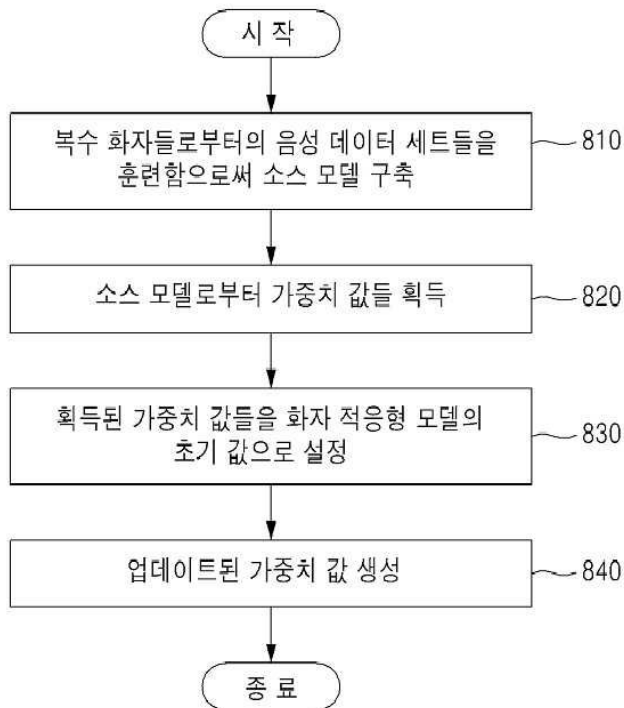 시 작
복수 화자들로부터의 음성 데이터 세트들을
훈련함으로써 소스 모델 구축
810
소스 모델로부터 가중치 값들 획득
820
획득된 가중치 값들을 화자 적응형 모델의
초기 값으로 설정
830
업데이트된 가중치 값 생성
840
종 료